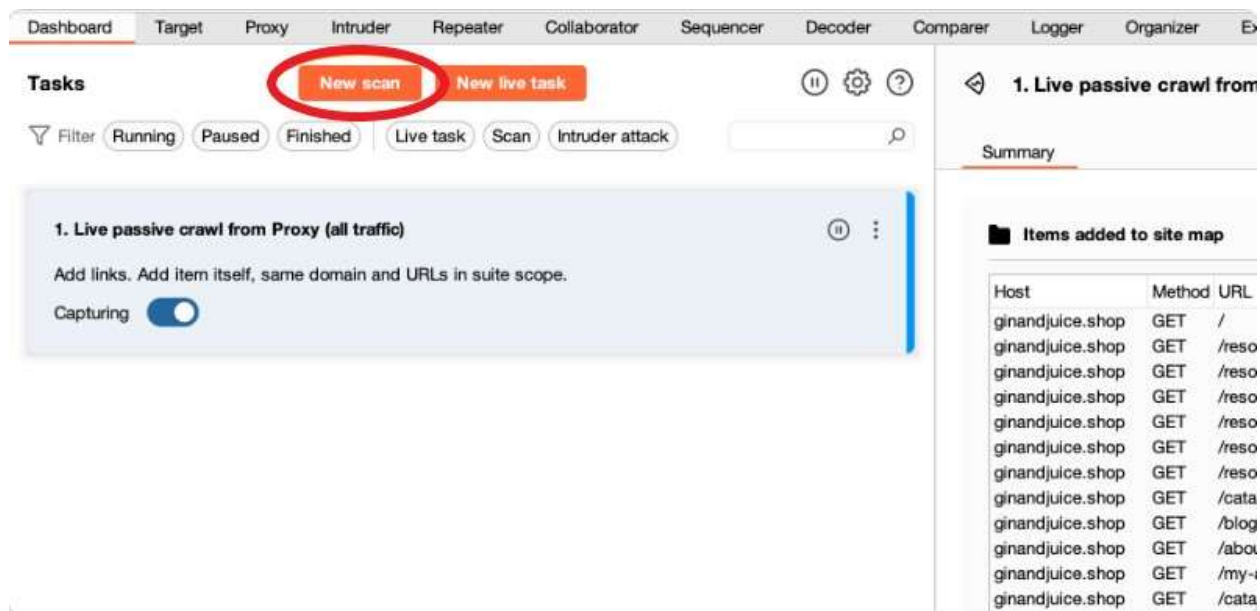 Dashboard Target Proxy Intruder Repeater Collaborator Sequencer Decoder Comparer Logger Organizer
Tasks New scan New live task
Filter Running Paused Finished Live task Scan Intruder attack
1. Live passive crawl from Proxy (all traffic)
Add links. Add item itself, same domain and URLs in suite scope.
Capturing
1. Live passive crawl from
Summary
Items added to site map
Host Method URL
ginandjuice.shop GET /
ginandjuice.shop GET /reso
ginandjuice.shop GET /reso
ginandjuice.shop GET /reso
ginandjuice.shop GET /reso
ginandjuice.shop GET /reso
ginandjuice.shop GET /reso
ginandjuice.shop GET /cata
ginandjuice.shop GET /blog
ginandjuice.shop GET /abou
ginandjuice.shop GET /my-
ginandjuice.shop GET /cata